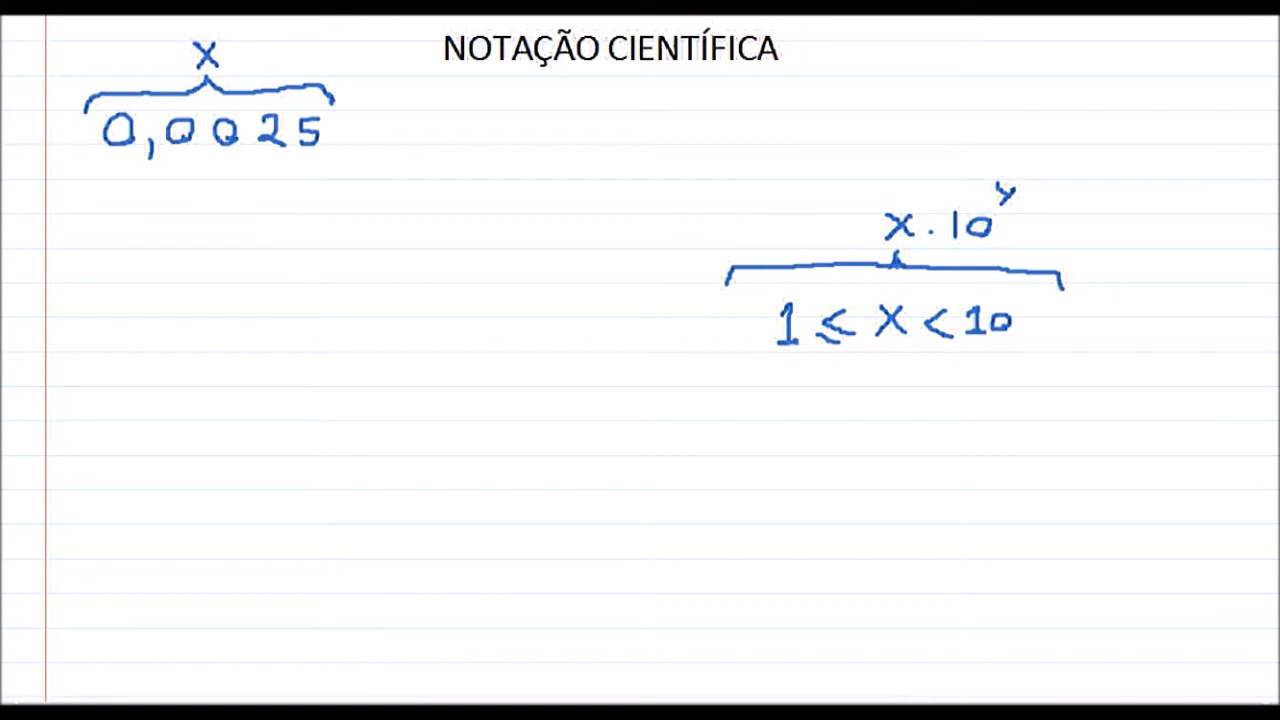 NOTAÇÃO CIENTÍFICA
x
0,0025
x . 10^y
1 ≤ x < 10